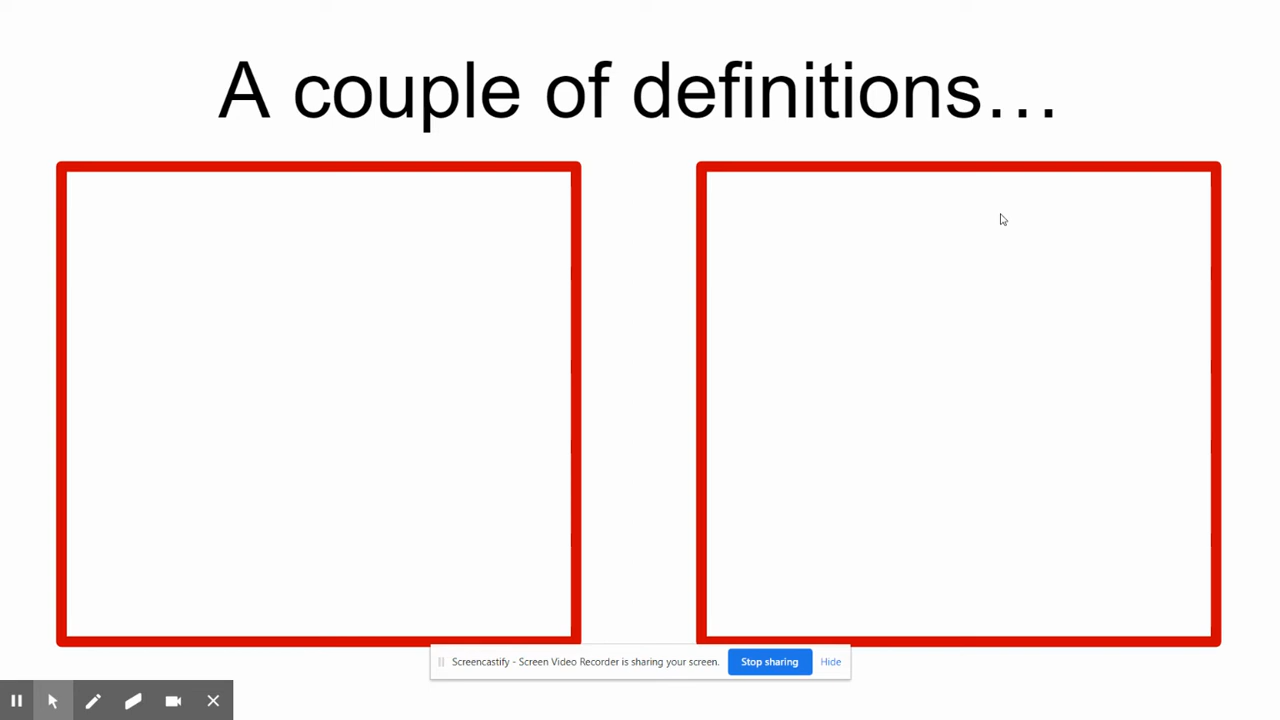 A couple of definitions…
Screencastify - Screen Video Recorder is sharing your screen. Stop sharing Hide